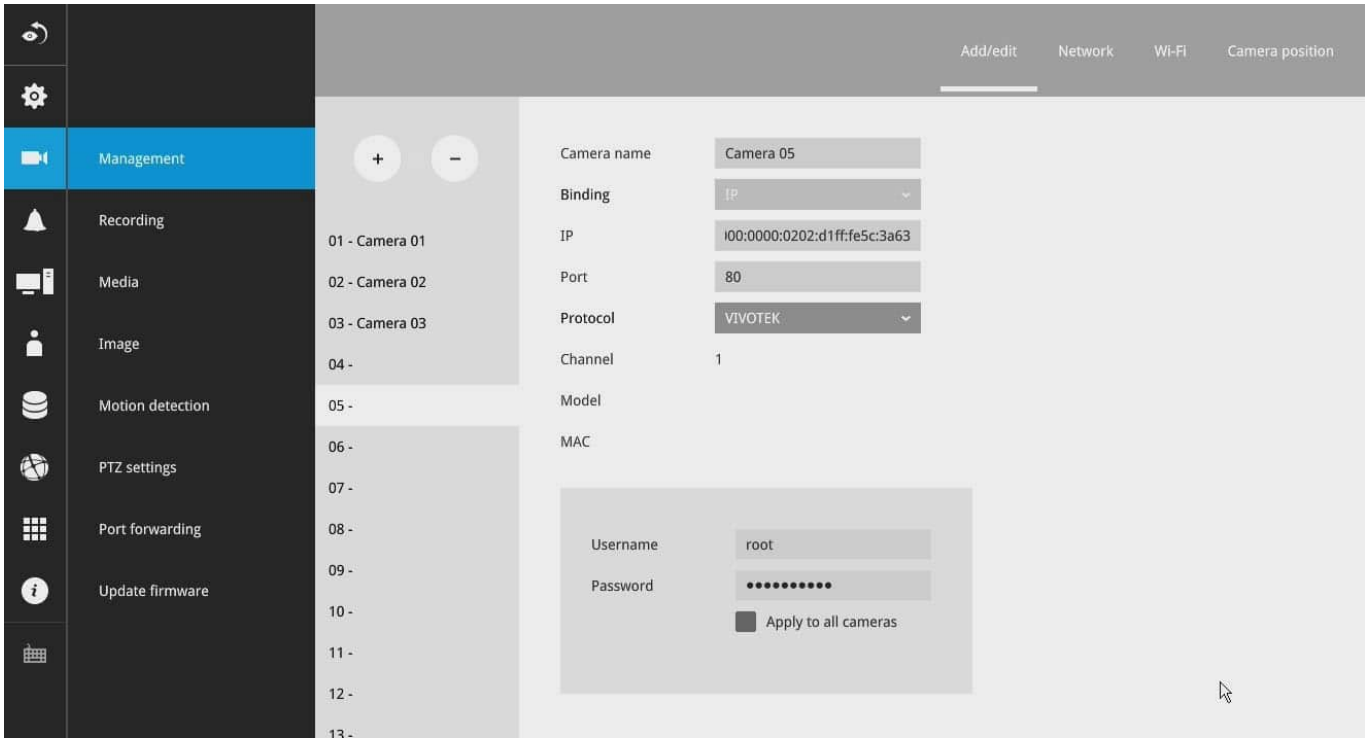 Add/edit Network Wi-Fi Camera position
Management
Recording
Media
Image
Motion detection
PTZ settings
Port forwarding
Update firmware
+ −
01 - Camera 01
02 - Camera 02
03 - Camera 03
04 -
05 -
06 -
07 -
08 -
09 -
10 -
11 -
12 -
13 -
Camera name Camera 05
Binding IP
IP 00:0000:0202:d1ff:fe5c:3a63
Port 80
Protocol VIVOTEK
Channel 1
Model
MAC
Username root
Password ••••••••••
Apply to all cameras